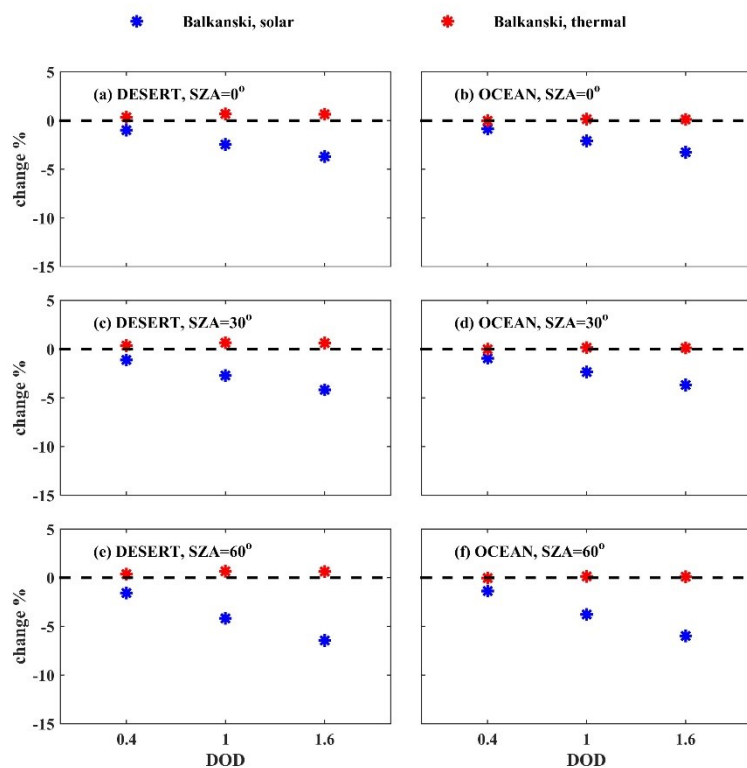 Balkanski, solar
Balkanski, thermal
(a) DESERT, SZA=0°
5
0
-5
-10
-15
change %
(b) OCEAN, SZA=0°
(c) DESERT, SZA=30°
5
0
-5
-10
-15
change %
(d) OCEAN, SZA=30°
(e) DESERT, SZA=60°
5
0
-5
-10
-15
change %
0.4 1 1.6
DOD
(f) OCEAN, SZA=60°
0.4 1 1.6
DOD